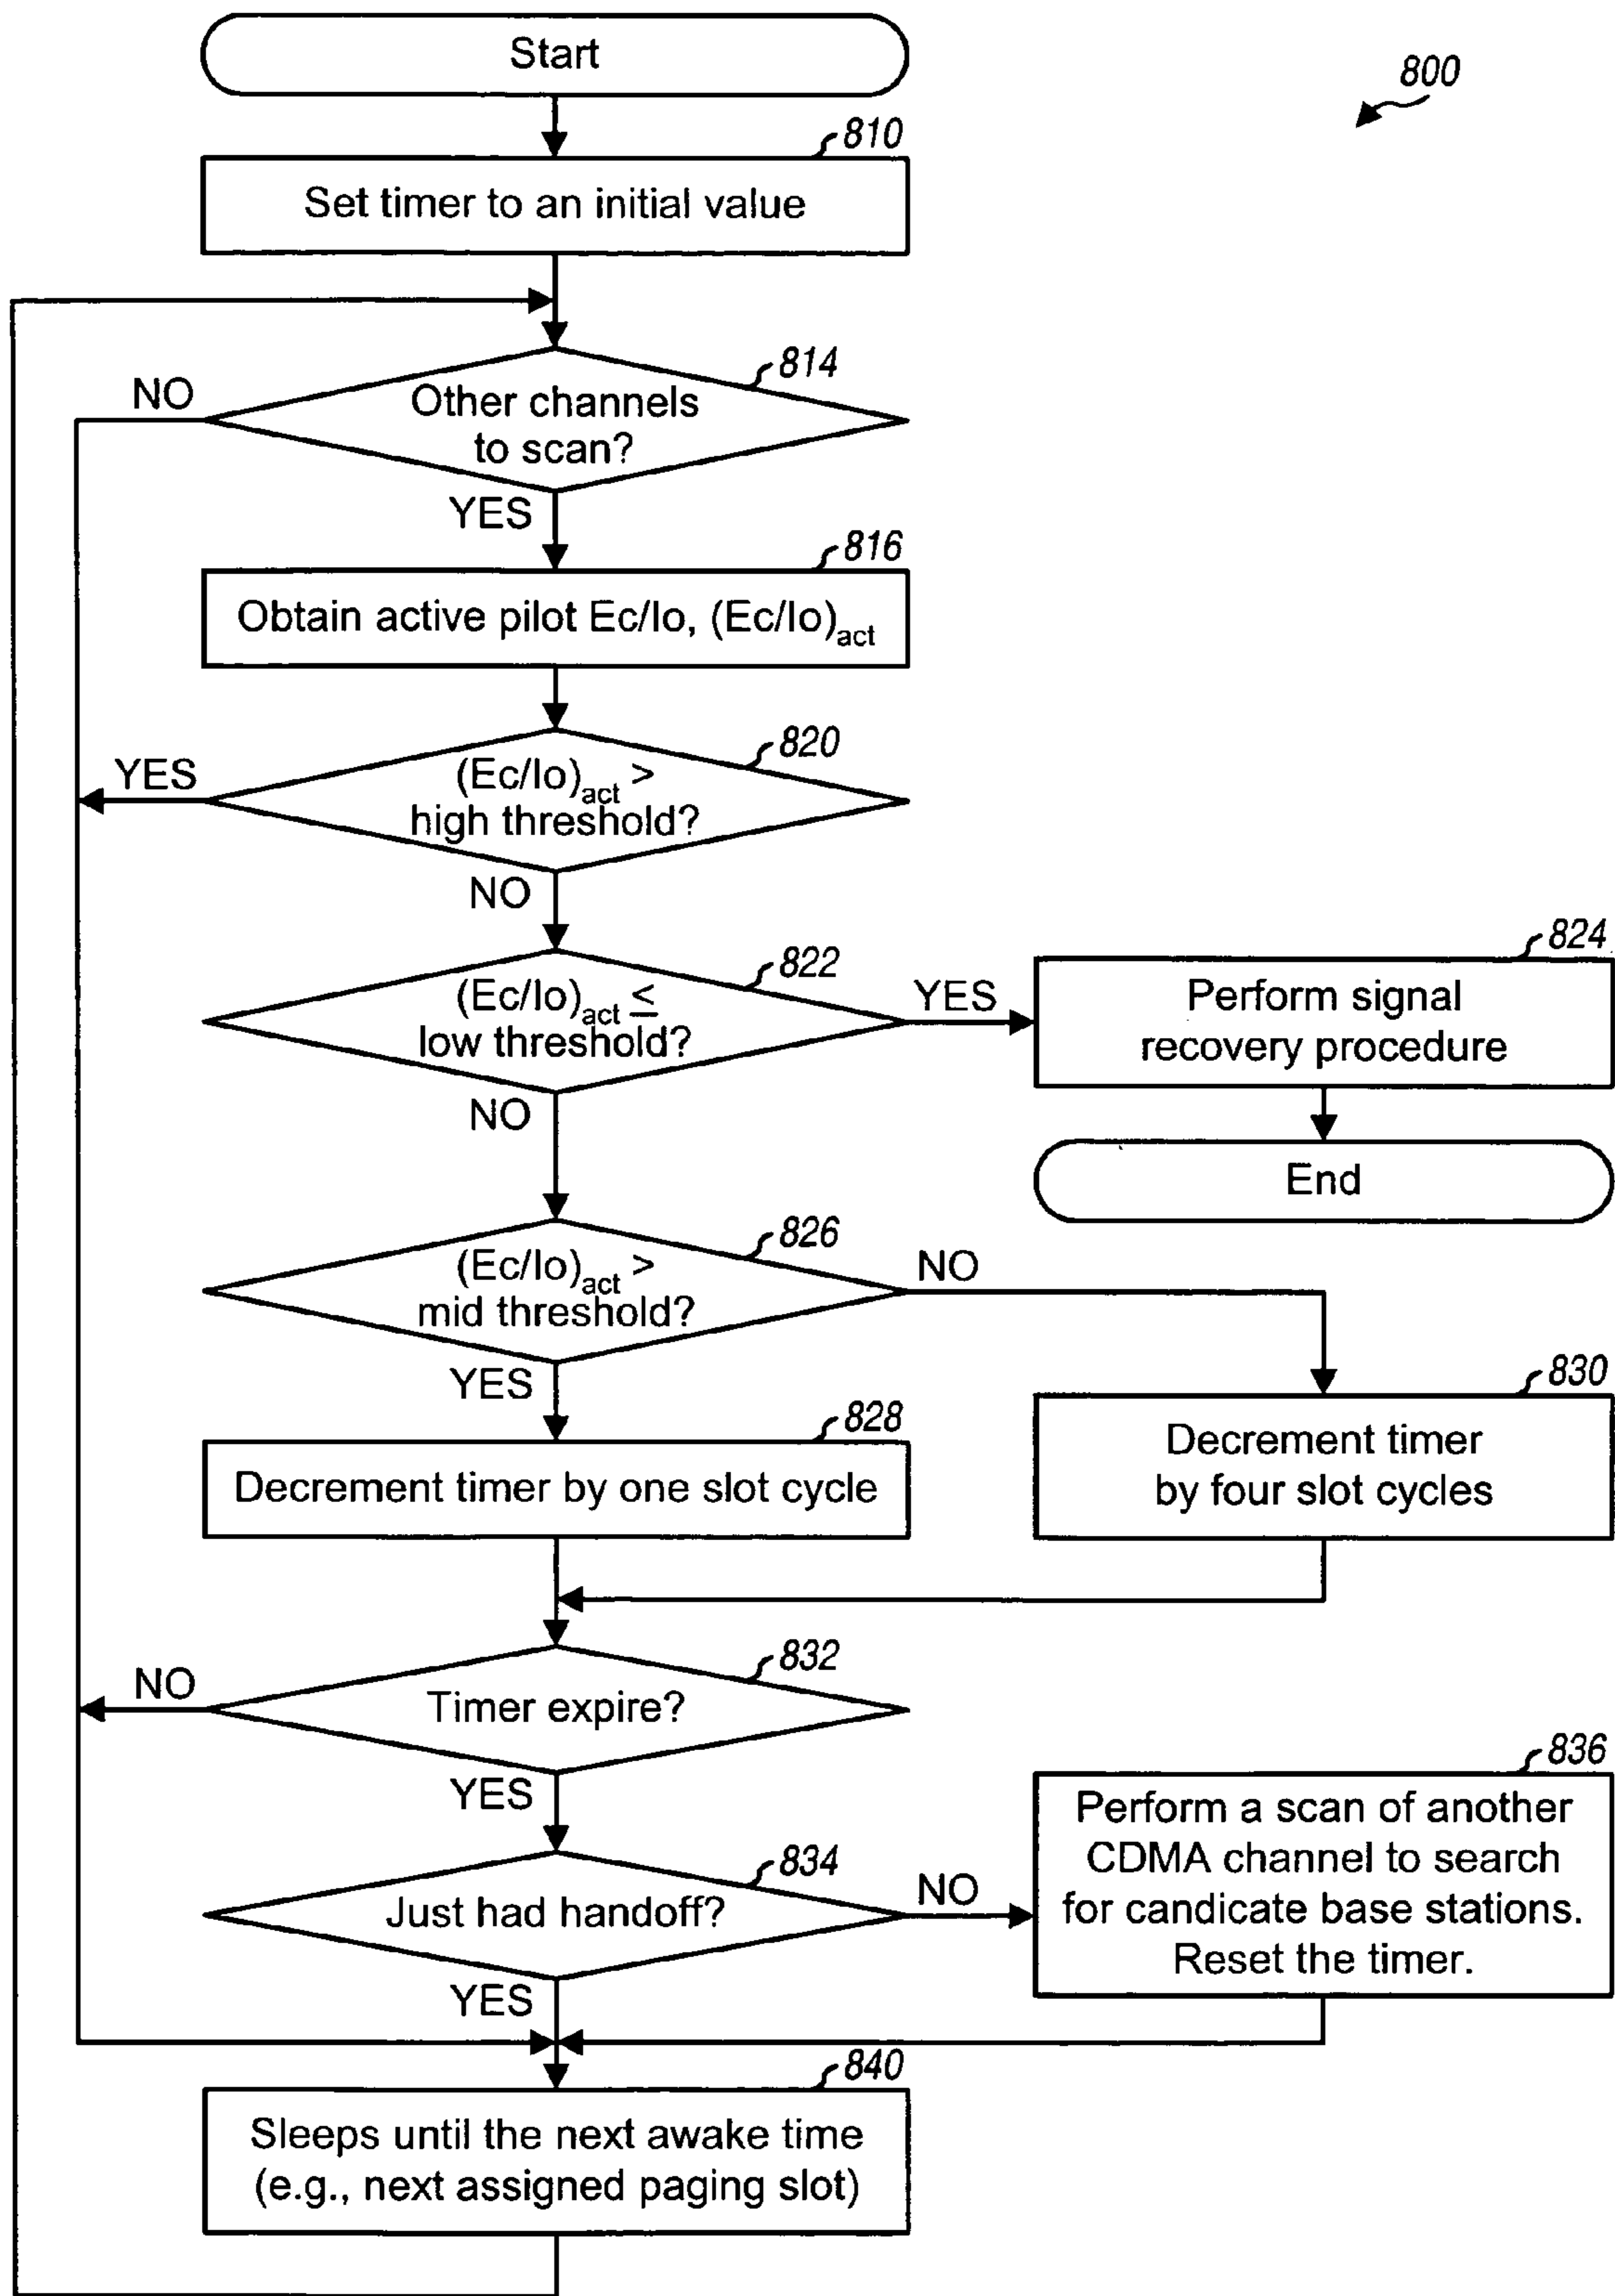 Start
800
810
Set timer to an initial value
814
NO
Other channels
to scan?
YES
816
Obtain active pilot Ec/Io, (Ec/Io)act
820
YES
(Ec/Io)act >
high threshold?
NO
822
(Ec/Io)act ≤
low threshold?
YES
824
Perform signal
recovery procedure
NO
End
826
(Ec/Io)act >
mid threshold?
NO
YES
828
Decrement timer by one slot cycle
830
Decrement timer
by four slot cycles
832
NO
Timer expire?
YES
834
Just had handoff?
NO
836
Perform a scan of another
CDMA channel to search
for candicate base stations.
Reset the timer.
YES
840
Sleeps until the next awake time
(e.g., next assigned paging slot)